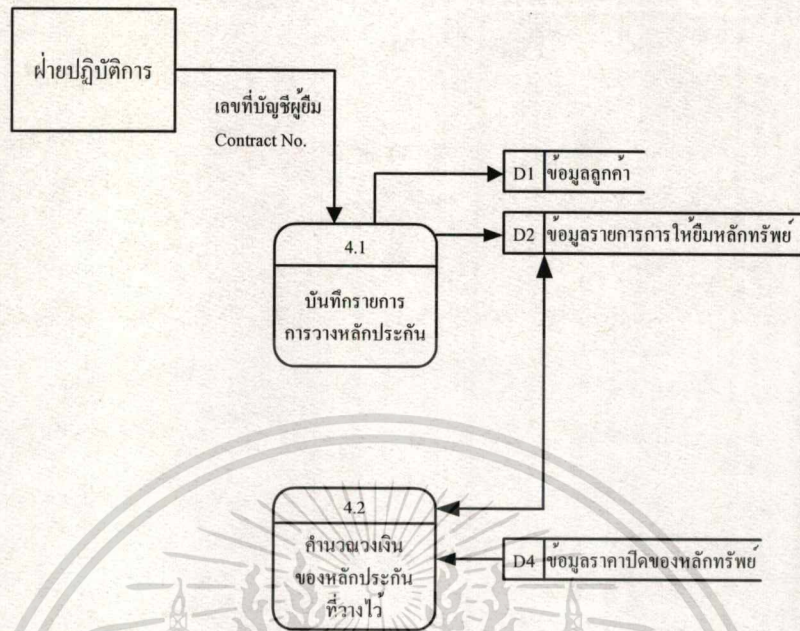 ฝ่ายปฏิบัติการ
เลขที่บัญชีผู้ยืม
Contract No.
D1 ข้อมูลลูกค้า
D2 ข้อมูลรายการการให้ยืมหลักทรัพย์
4.1
บันทึกรายการ
การวางหลักประกัน
4.2
คำนวณวงเงิน
ของหลักประกัน
ที่วางไว้
D4 ข้อมูลราคาปิดของหลักทรัพย์